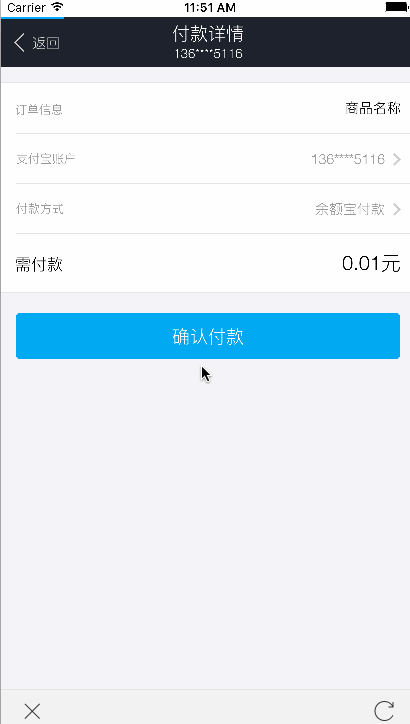 Carrier 11:51 AM
返回
付款详情
136****5116
订单信息 商品名称
支付宝账户 136****5116
付款方式 余额宝付款
需付款 0.01元
确认付款